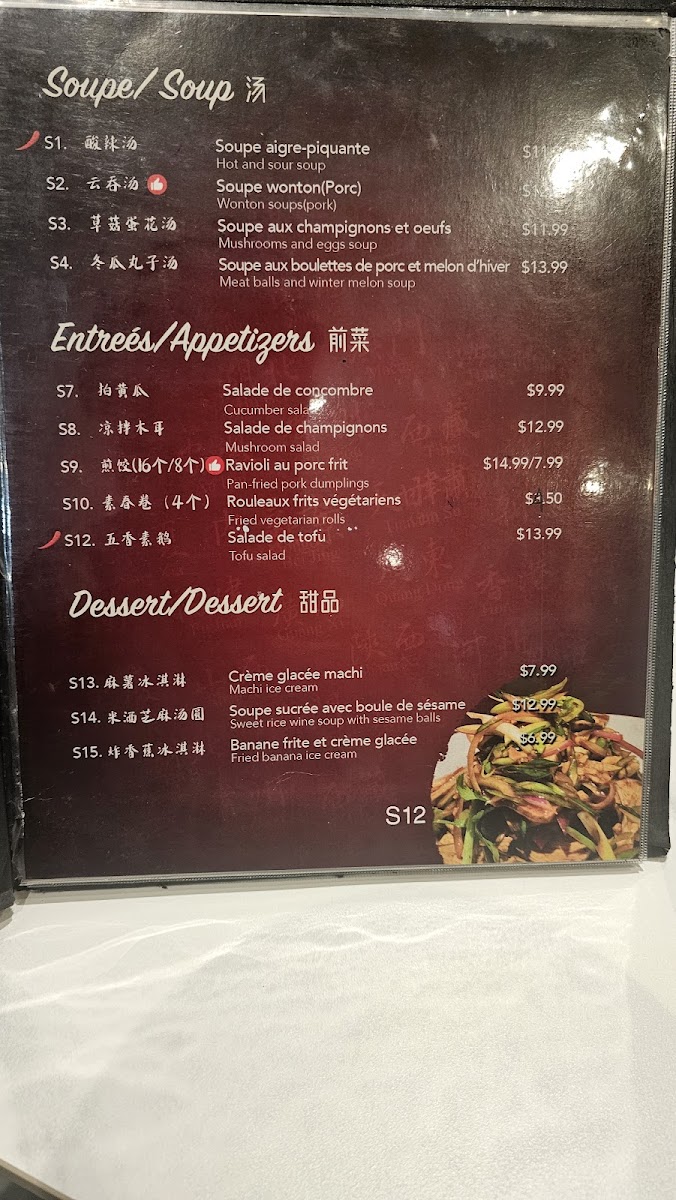 Soupe/ Soup 汤
S1. 酸辣汤 Soupe aigre-piquante
Hot and sour soup
S2. 云吞汤 Soupe wonton(Porc)
Wonton soups(pork)
S3. 草菇蛋花汤 Soupe aux champignons et oeufs $11.99
Mushrooms and eggs soup
S4. 冬瓜丸子汤 Soupe aux boulettes de porc et melon d'hiver $13.99
Meat balls and winter melon soup
Entreés/Appetizers 前菜
S7. 拍黄瓜 Salade de concombre $9.99
Cucumber salad
S8. 凉拌木耳 Salade de champignons $12.99
Mushroom salad
S9. 煎饺(16个/8个) Ravioli au porc frit $14.99/7.99
Pan-fried pork dumplings
S10. 素春卷 (4个) Rouleaux frits végétariens
Fried vegetarian rolls
S12. 五香素鹅 Salade de tofu $13.99
Tofu salad
Dessert/Dessert 甜品
S13. 麻薯冰淇淋 Crème glacée machi $7.99
Machi ice cream
S14. 米酒芝麻汤圆 Soupe sucrée avec boule de sésame $12.99
Sweet rice wine soup with sesame balls
S15. 炸香蕉冰淇淋 Banane frite et crème glacée $6.99
Fried banana ice cream
S12